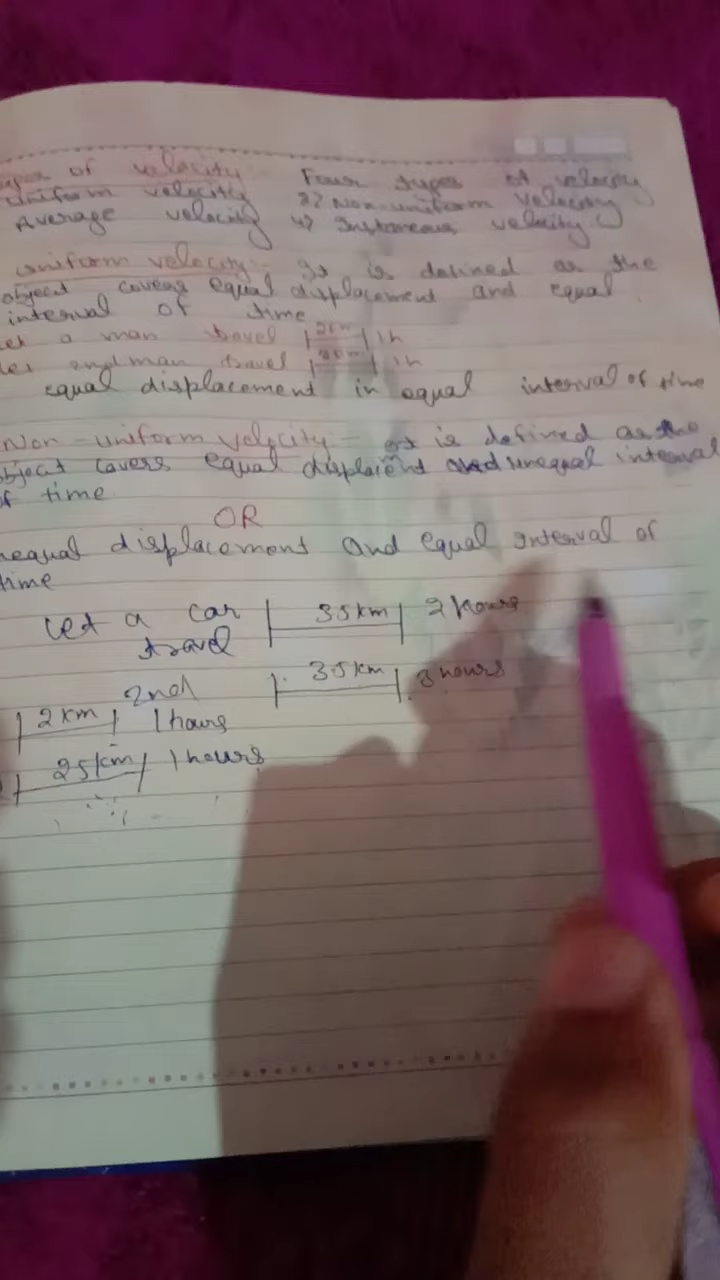 of velocity:- Four types of velocity
uniform velocity 2) Non-uniform velocity
Average velocity 4) Instaneous velocity
uniform velocity:- It is defined as the
object covers equal displacement and equal
interval of time
a man travel 1h
man travel 1h
equal displacement in equal interval of time
Non-uniform velocity - It is defined as the
object covers equal and unequal interval
of time
OR
displacement and equal interval of
time
Let a car 35km 2 hours
travel
2nd 35km 3 hours
2km 1 hours
25km 1 hours